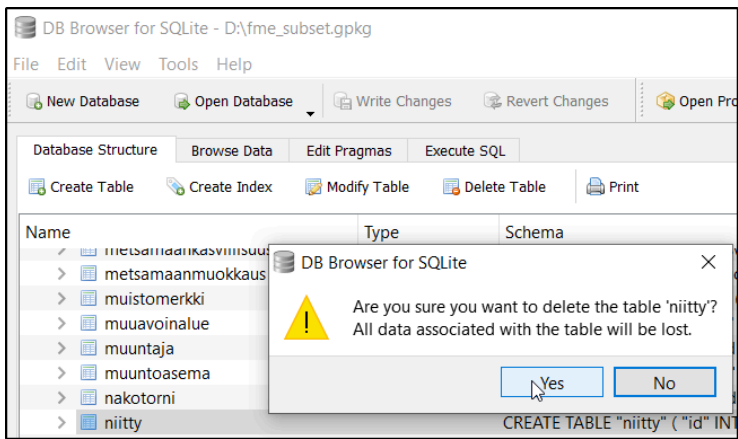 DB Browser for SQLite - D:\fme_subset.gpkg
File Edit View Tools Help
New Database Open Database Write Changes Revert Changes Open Pro
Database Structure Browse Data Edit Pragmas Execute SQL
Create Table Create Index Modify Table Delete Table Print
Name Type Schema
metsamaankasvillisuus
metsamaanmuokkaus
muistomerkki
muuavoinalue
muuntaja
muuntoasema
nakotorni
niitty CREATE TABLE "niitty" ( "id" INT
DB Browser for SQLite
Are you sure you want to delete the table 'niitty'?
All data associated with the table will be lost.
Yes No